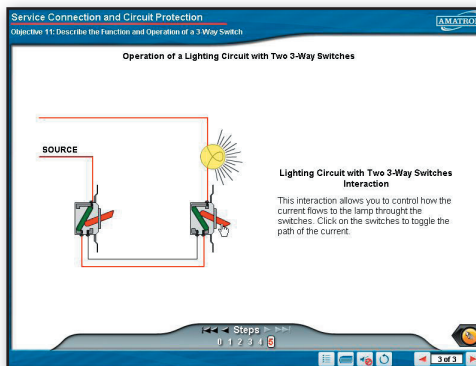 Service Connection and Circuit Protection
Objective 11: Describe the Function and Operation of a 3-Way Switch
AMATROL
Operation of a Lighting Circuit with Two 3-Way Switches
SOURCE
Lighting Circuit with Two 3-Way Switches
Interaction
This interaction allows you to control how the
current flows to the lamp throught the
switches. Click on the switches to toggle the
path of the current.
Steps
0 1 2 3 4 5
3 of 3